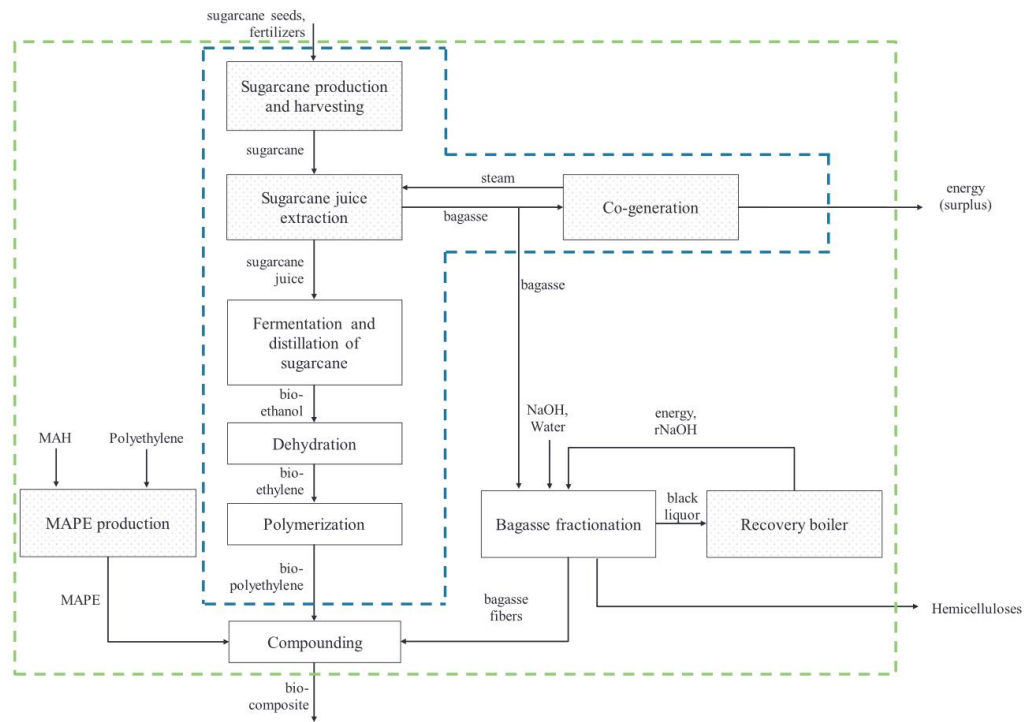 sugarcane seeds,
fertilizers
Sugarcane production
and harvesting
sugarcane
steam
Sugarcane juice
extraction
bagasse
Co-generation
energy
(surplus)
sugarcane
juice
bagasse
Fermentation and
distillation of
sugarcane
bio-
ethanol
NaOH,
Water
energy,
rNaOH
MAH
Polyethylene
Dehydration
bio-
ethylene
MAPE production
Polymerization
Bagasse fractionation
black
liquor
Recovery boiler
bio-
polyethylene
MAPE
bagasse
fibers
Hemicelluloses
Compounding
bio-
composite